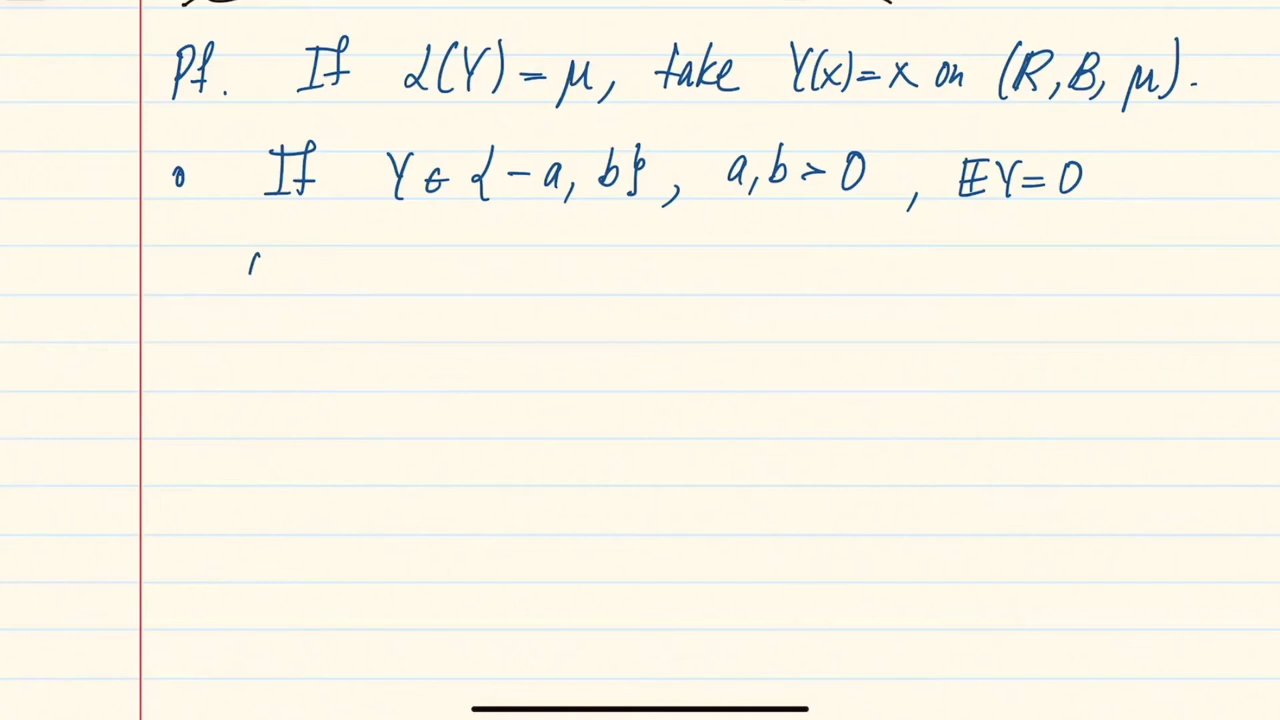 Pf. If ℒ(Y) = μ, take Y(x) = x on (ℝ, B, μ).
• If Y ∈ {-a, b}, a, b > 0, 𝔼Y = 0